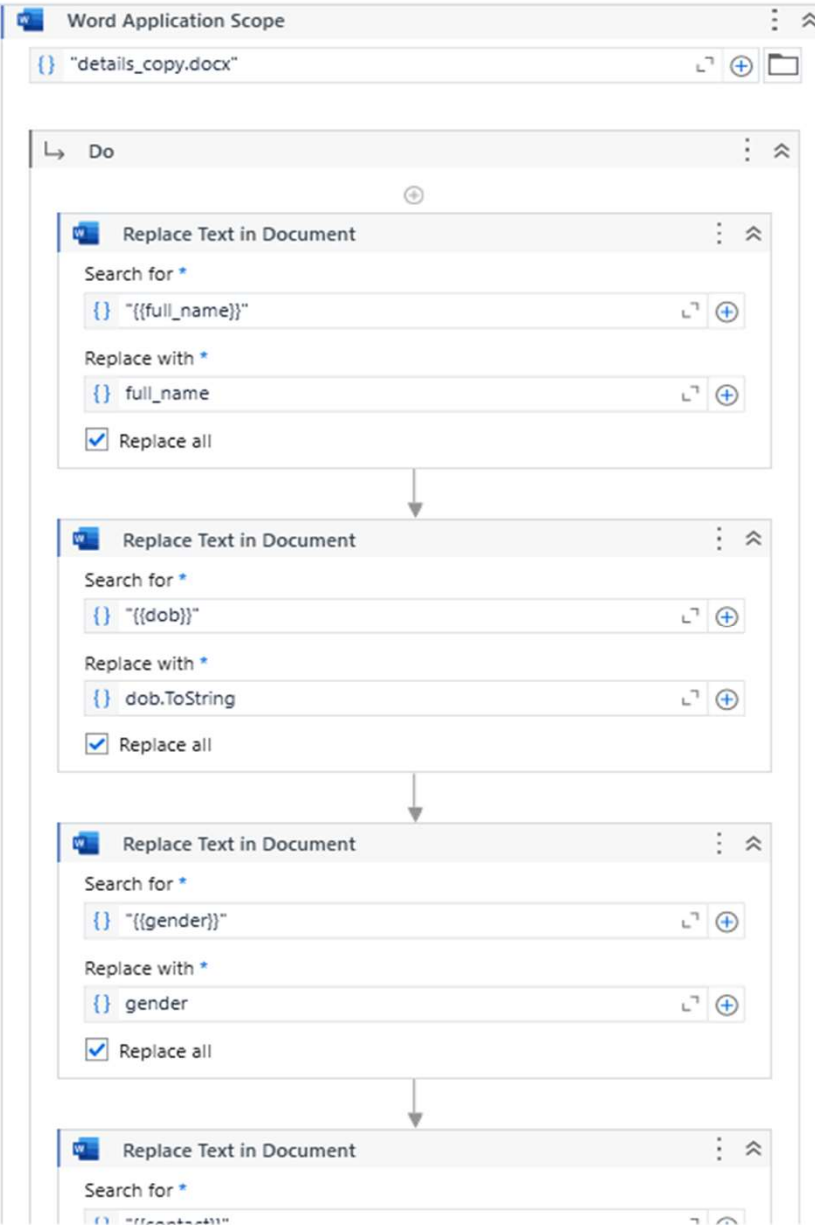 Word Application Scope
{} "details_copy.docx"
Do
Replace Text in Document
Search for *
{} "{{full_name}}"
Replace with *
{} full_name
Replace all
Replace Text in Document
Search for *
{} "{{dob}}"
Replace with *
{} dob.ToString
Replace all
Replace Text in Document
Search for *
{} "{{gender}}"
Replace with *
{} gender
Replace all
Replace Text in Document
Search for *
{} "{{contact}}"